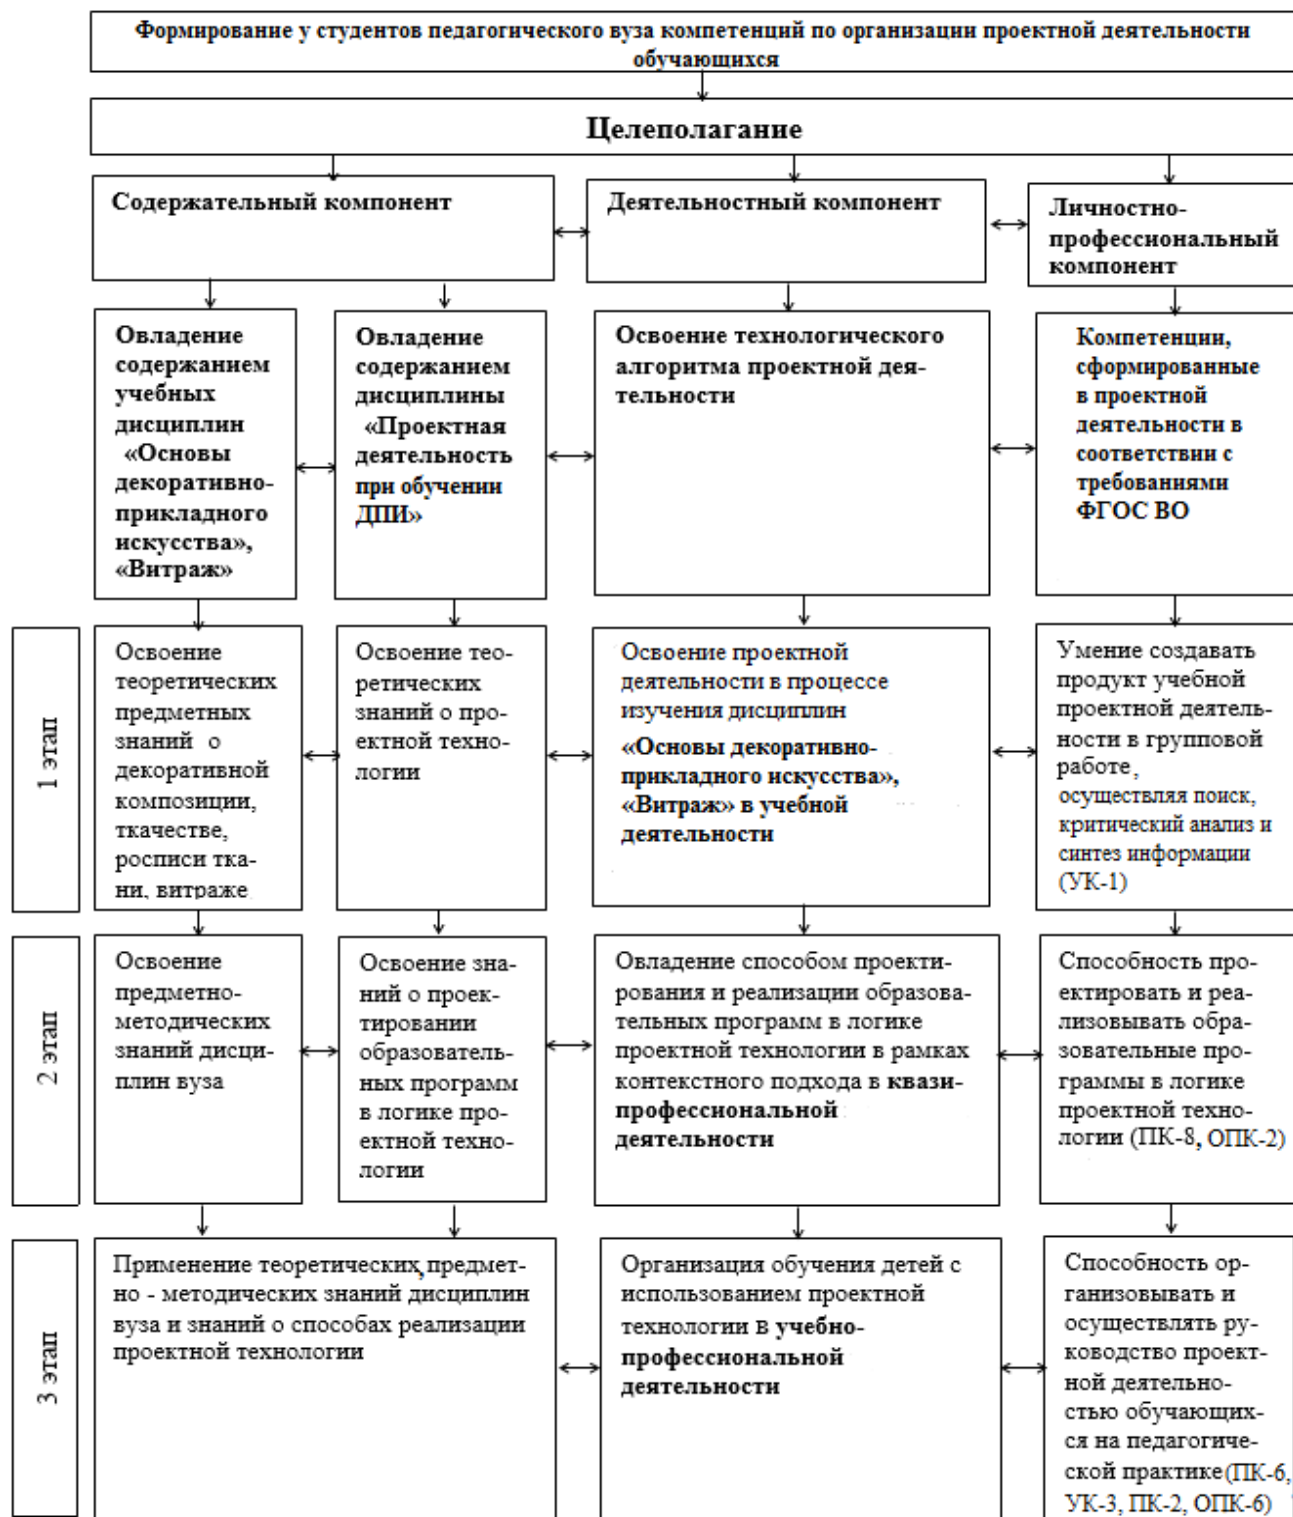 Формирование у студентов педагогического вуза компетенций по организации проектной деятельности
обучающихся
Целеполагание
Содержательный компонент
Деятельностный компонент
Личностно-
профессиональный
компонент
Овладение
содержанием
учебных
дисциплин
«Основы
декоративно-
прикладного
искусства»,
«Витраж»
Овладение
содержанием
дисциплины
«Проектная
деятельность
при обучении
ДПИ»
Освоение технологического
алгоритма проектной дея-
тельности
Компетенции,
сформированные
в проектной
деятельности в
соответствии с
требованиями
ФГОС ВО
1 этап
Освоение
теоретических
предметных
знаний о
декоративной
композиции,
ткачестве,
росписи тка-
ни, витраже
Освоение тео-
ретических
знаний о про-
ектной техно-
логии
Освоение проектной
деятельности в процессе
изучения дисциплин
«Основы декоративно-
прикладного искусства»,
«Витраж» в учебной
деятельности
Умение создавать
продукт учебной
проектной деятель-
ности в групповой
работе,
осуществляя поиск,
критический анализ и
синтез информации
(УК-1)
2 этап
Освоение
предметно-
методических
знаний дисци-
плин вуза
Освоение зна-
ний о проек-
тировании
образователь-
ных программ
в логике про-
ектной техно-
логии
Овладение способом проекти-
рования и реализации образова-
тельных программ в логике
проектной технологии в рамках
контекстного подхода в квази-
профессиональной
деятельности
Способность про-
ектировать и реа-
лизовывать обра-
зовательные про-
граммы в логике
проектной техно-
логии (ПК-8, ОПК-2)
3 этап
Применение теоретических, предмет-
но - методических знаний дисциплин
вуза и знаний о способах реализации
проектной технологии
Организация обучения детей с
использованием проектной
технологии в учебно-
профессиональной
деятельности
Способность ор-
ганизовывать и
осуществлять ру-
ководство проект-
ной деятельно-
стью обучающих-
ся на педагогиче-
ской практике (ПК-6,
УК-3, ПК-2, ОПК-6)